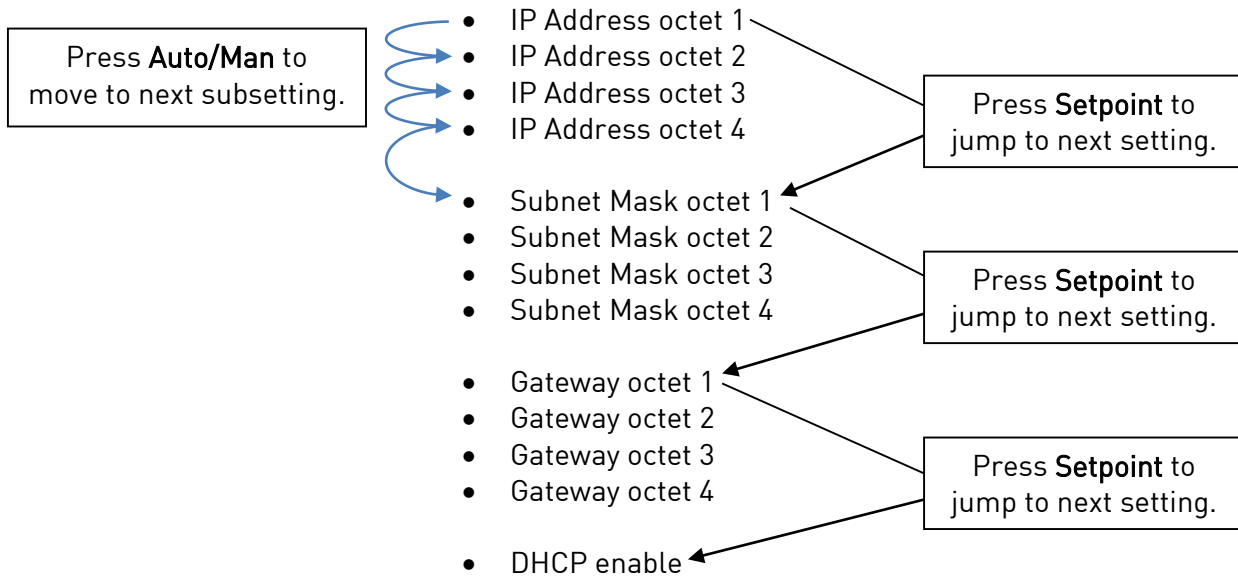 Press Auto/Man to
move to next subsetting.
• IP Address octet 1
• IP Address octet 2
• IP Address octet 3
• IP Address octet 4
Press Setpoint to
jump to next setting.
• Subnet Mask octet 1
• Subnet Mask octet 2
• Subnet Mask octet 3
• Subnet Mask octet 4
Press Setpoint to
jump to next setting.
• Gateway octet 1
• Gateway octet 2
• Gateway octet 3
• Gateway octet 4
Press Setpoint to
jump to next setting.
• DHCP enable